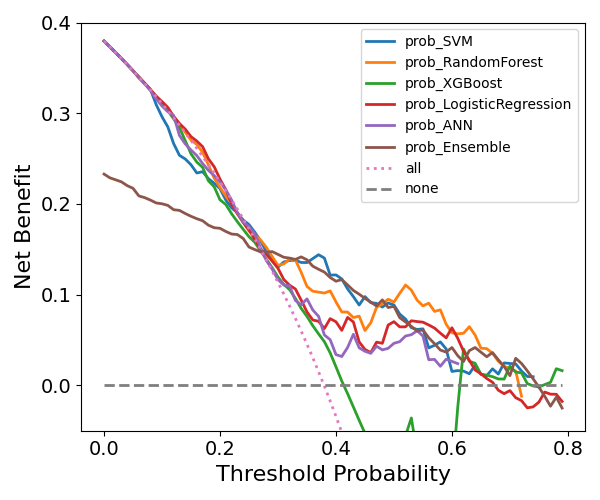 Net Benefit
0.4
0.3
0.2
0.1
0.0
prob_SVM
prob_RandomForest
prob_XGBoost
prob_LogisticRegression
prob_ANN
prob_Ensemble
all
none
0.0 0.2 0.4 0.6 0.8
Threshold Probability